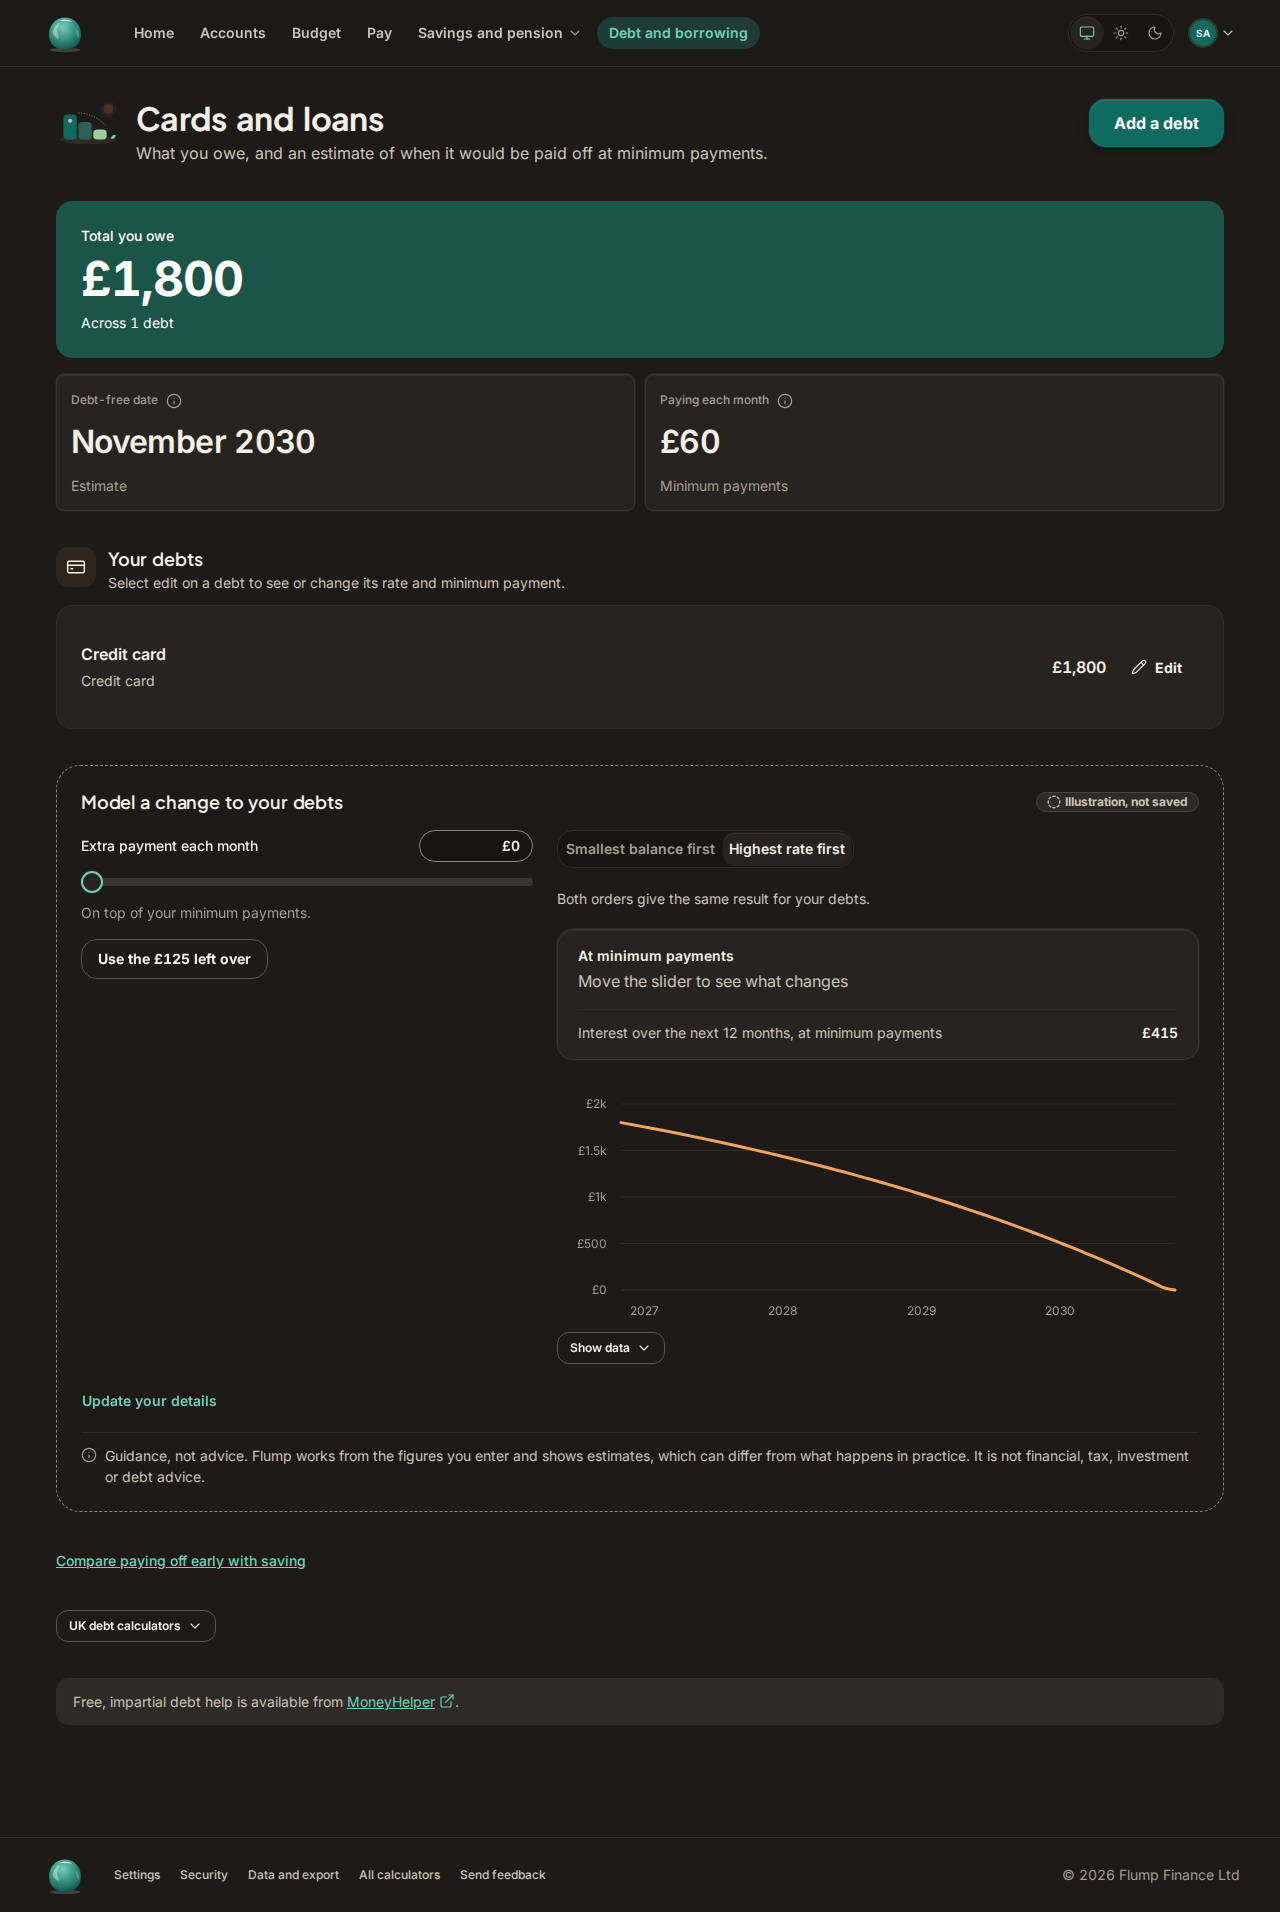 Home
Accounts
Budget
Pay
Savings and pension
Debt and borrowing
SA
Cards and loans
What you owe, and an estimate of when it would be paid off at minimum payments.
Add a debt
Total you owe
£1,800
Across 1 debt
Debt-free date
November 2030
Estimate
Paying each month
£60
Minimum payments
Your debts
Select edit on a debt to see or change its rate and minimum payment.
Credit card
Credit card
£1,800
Edit
Model a change to your debts
Illustration, not saved
Extra payment each month
£0
On top of your minimum payments.
Use the £125 left over
Smallest balance first
Highest rate first
Both orders give the same result for your debts.
At minimum payments
Move the slider to see what changes
Interest over the next 12 months, at minimum payments
£415
£2k
£1.5k
£1k
£500
£0
2027
2028
2029
2030
Show data
Update your details
Guidance, not advice. Flump works from the figures you enter and shows estimates, which can differ from what happens in practice. It is not financial, tax, investment
or debt advice.
Compare paying off early with saving
UK debt calculators
Free, impartial debt help is available from MoneyHelper.
Settings
Security
Data and export
All calculators
Send feedback
© 2026 Flump Finance Ltd